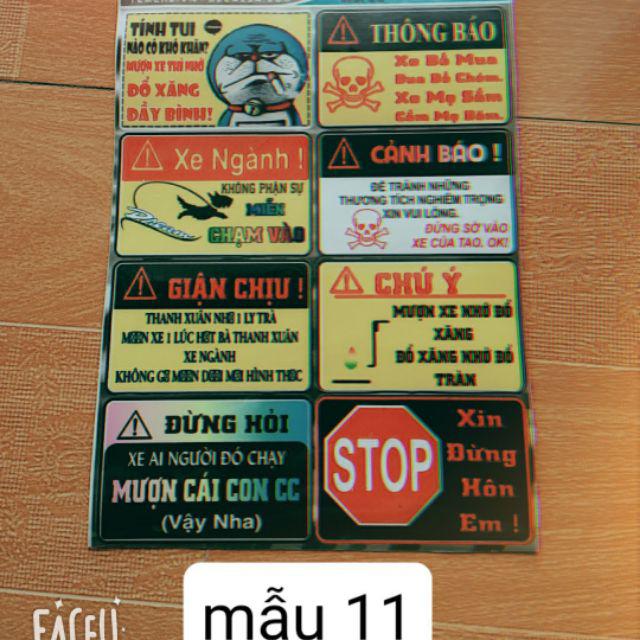 TÍNH TUI
NÀO CÓ KHÓ KHĂN?
MƯỢN XE THÌ NHỚ
ĐỔ XĂNG
ĐẦY BÌNH!
THÔNG BÁO
Xe Bố Mua
Đua Bố Chém.
Xe Mẹ Sắm
Cấm Mẹ Băm.
Xe Ngành !
KHÔNG PHẬN SỰ
MIỄN
CHẠM VÀO
CẢNH BÁO !
ĐỂ TRÁNH NHỮNG
THƯƠNG TÍCH NGHIÊM TRỌNG
XIN VUI LÒNG.
ĐỪNG SỜ VÀO
XE CỦA TAO. OK!
GIẬN CHỊU !
THANH XUÂN NHƯ 1 LY TRÀ
MƯỢN XE 1 LÚC HẾT BÀ THANH XUÂN
XE NGÀNH
KHÔNG MƯỢN DƯỚI MỌI HÌNH THỨC
CHÚ Ý
MƯỢN XE NHỚ ĐỔ
XĂNG
ĐỔ XĂNG NHỚ ĐỔ
TRÀN
ĐỪNG HỎI
XE AI NGƯỜI ĐÓ CHẠY
MƯỢN CÁI CON CC
(Vậy Nha)
STOP
Xin
Đừng
Hôn
Em !
mẫu 11